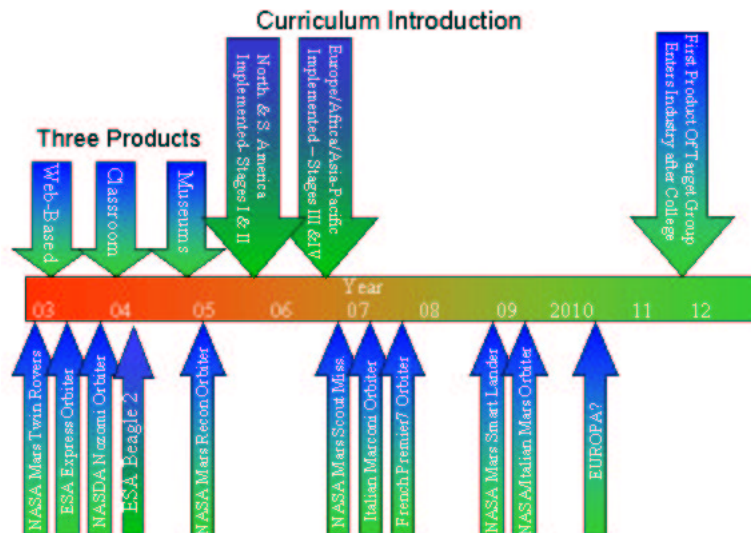 Curriculum Introduction
Three Products
Web-Based
Classroom
Museums
North & S. America
Implemented- Stages I & II
Europe/Africa/Asia-Pacific
Implemented – Stages III &IV
First Product Of Target Group
Enters Industry after College
Year
03 04 05 06 07 08 09 2010 11 12
NASA Mars Twin Rovers
ESA Express Orbiter
NASDA Nozomi Orbiter
ESA Beagle 2
NASA Mars Recon Orbiter
NASA Mars Scout Miss.
Italian Marconi Orbiter
French Premier7 Orbiter
NASA Mars Smart Lander
NASA/Italian Mars Orbiter
EUROPA?